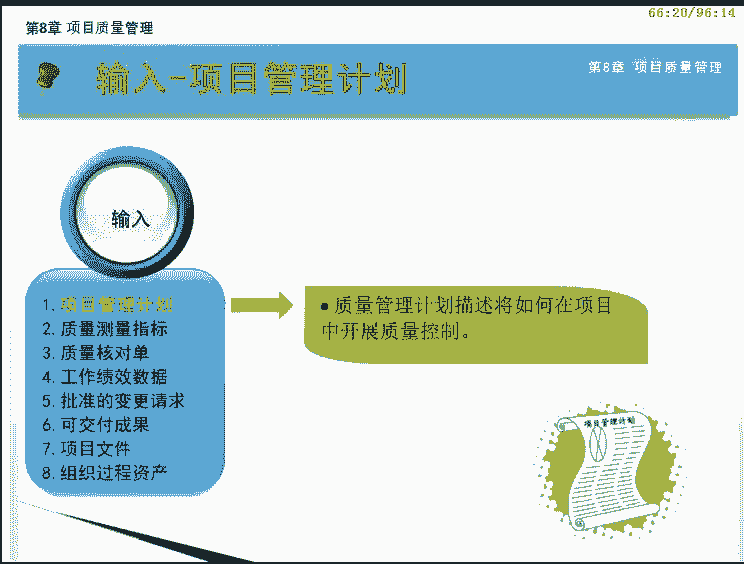 66:20/96:14
第8章 项目质量管理
输入-项目管理计划
第8章 项目质量管理
输入
1. 项目管理计划
2. 质量测量指标
3. 质量核对单
4. 工作绩效数据
5. 批准的变更请求
6. 可交付成果
7. 项目文件
8. 组织过程资产
● 质量管理计划描述将如何在项目
中开展质量控制。
项目管理计划